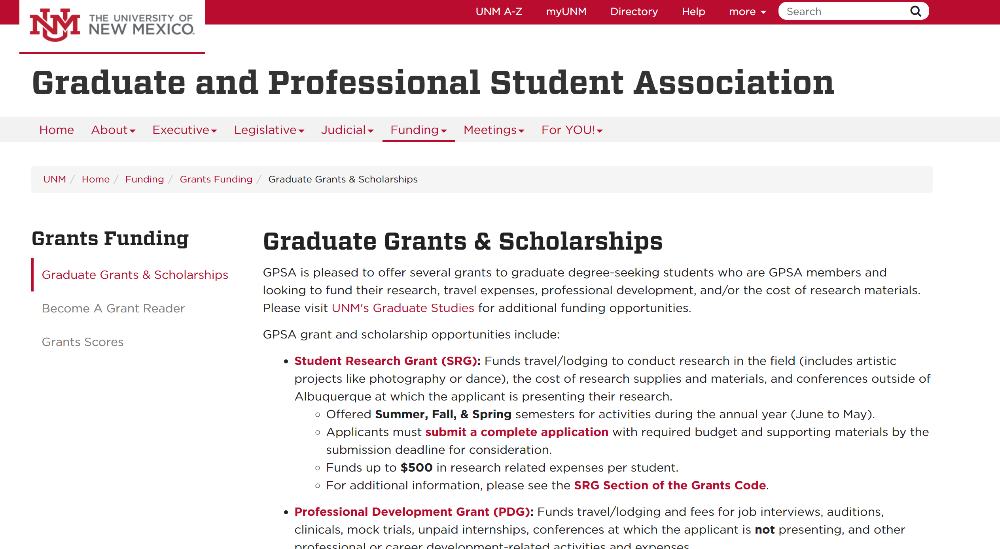 UNM A-Z myUNM Directory Help more Search
UNM THE UNIVERSITY OF
NEW MEXICO.
Graduate and Professional Student Association
Home About Executive Legislative Judicial Funding Meetings For YOU!
UNM / Home / Funding / Grants Funding / Graduate Grants & Scholarships
Grants Funding
Graduate Grants & Scholarships
Become A Grant Reader
Grants Scores
Graduate Grants & Scholarships
GPSA is pleased to offer several grants to graduate degree-seeking students who are GPSA members and
looking to fund their research, travel expenses, professional development, and/or the cost of research materials.
Please visit UNM's Graduate Studies for additional funding opportunities.
GPSA grant and scholarship opportunities include:
• Student Research Grant (SRG): Funds travel/lodging to conduct research in the field (includes artistic
projects like photography or dance), the cost of research supplies and materials, and conferences outside of
Albuquerque at which the applicant is presenting their research.
◦ Offered Summer, Fall, & Spring semesters for activities during the annual year (June to May).
◦ Applicants must submit a complete application with required budget and supporting materials by the
submission deadline for consideration.
◦ Funds up to $500 in research related expenses per student.
◦ For additional information, please see the SRG Section of the Grants Code.
• Professional Development Grant (PDG): Funds travel/lodging and fees for job interviews, auditions,
clinicals, mock trials, unpaid internships, conferences at which the applicant is not presenting, and other
professional or career development-related activities and expenses.